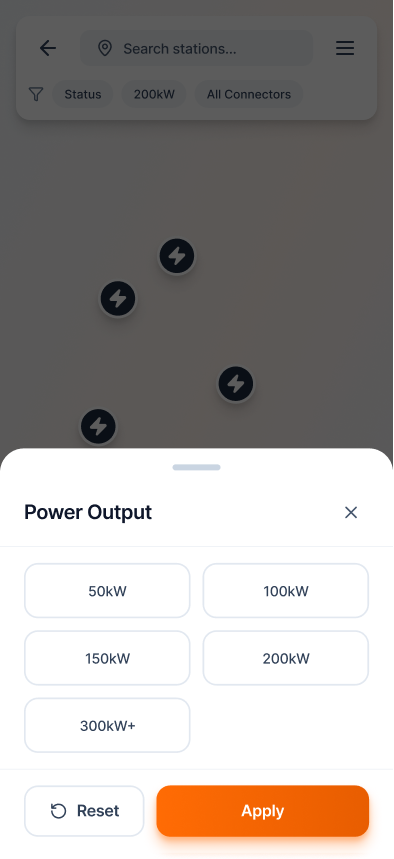 Search stations...
Status 200kW All Connectors
Power Output
50kW 100kW
150kW 200kW
300kW+
Reset Apply